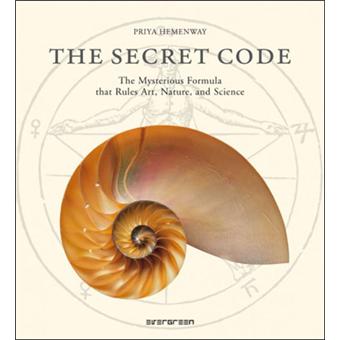 PRIYA HEMENWAY
THE SECRET CODE
The Mysterious Formula
that Rules Art, Nature, and Science
EVERGREEN